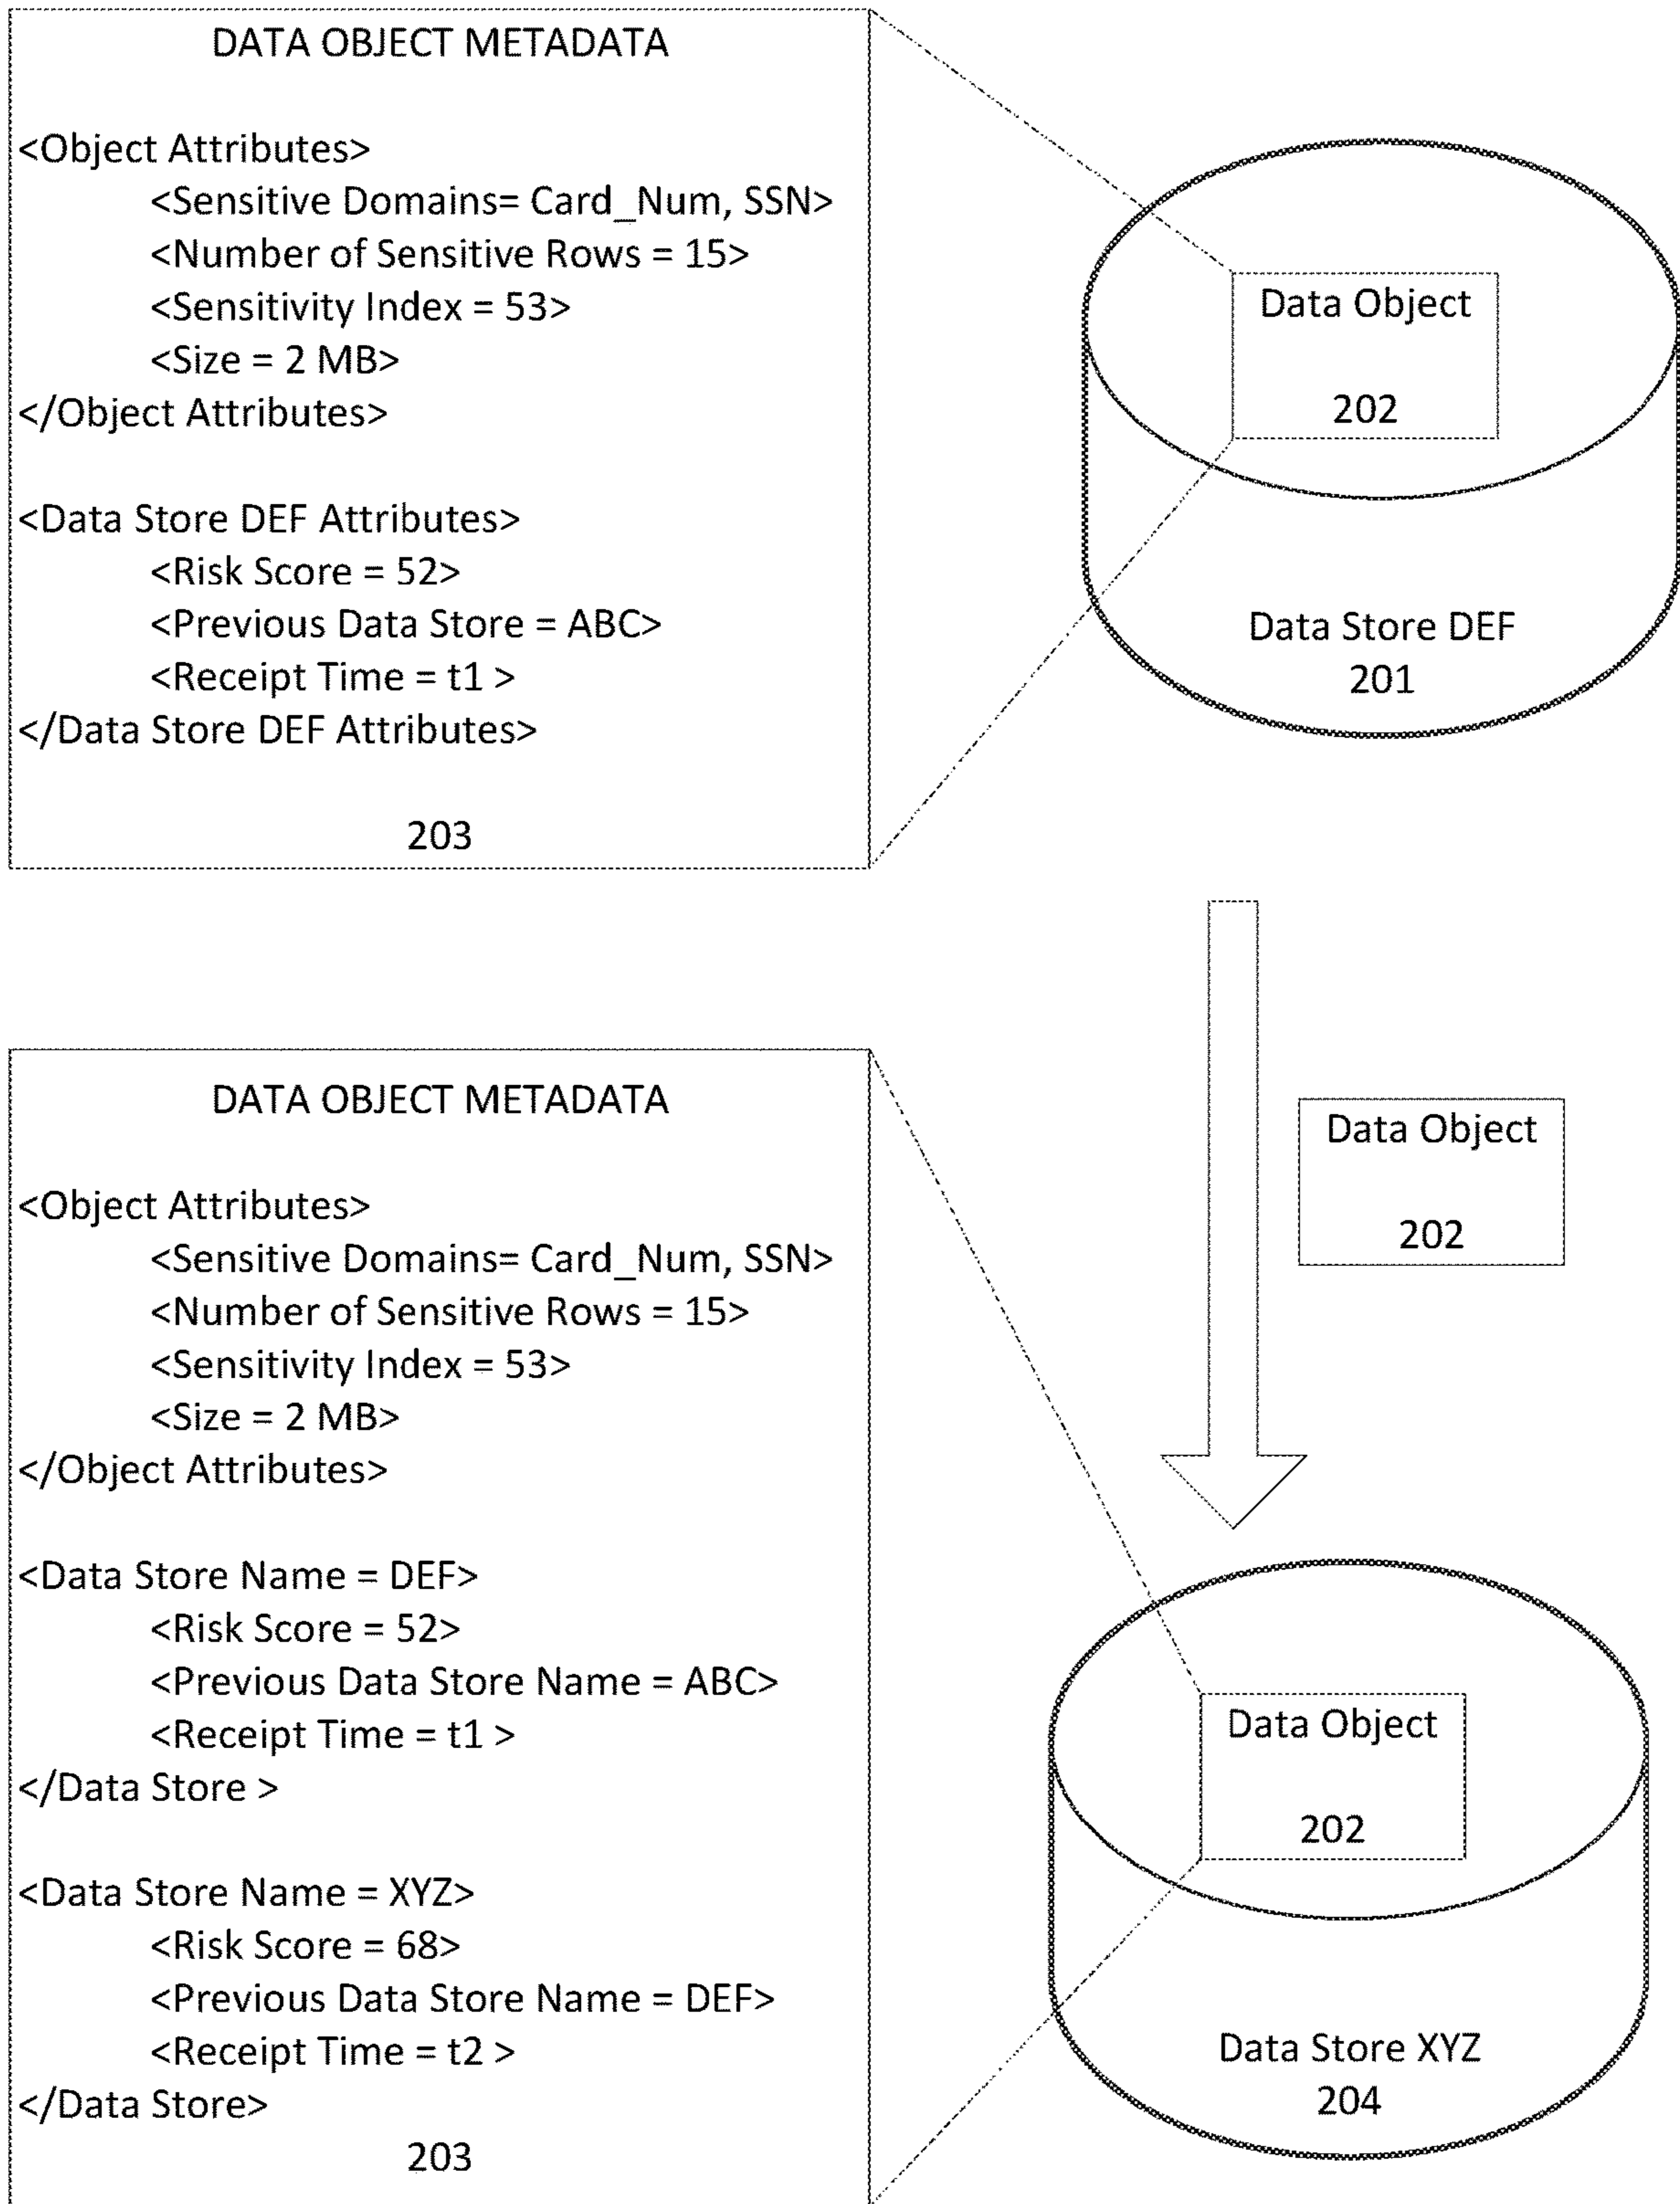 DATA OBJECT METADATA
<Object Attributes>
<Sensitive Domains= Card_Num, SSN>
<Number of Sensitive Rows = 15>
<Sensitivity Index = 53>
<Size = 2 MB>
</Object Attributes>
<Data Store DEF Attributes>
<Risk Score = 52>
<Previous Data Store = ABC>
<Receipt Time = t1 >
</Data Store DEF Attributes>
203
Data Object
202
Data Store DEF
201
Data Object
202
DATA OBJECT METADATA
<Object Attributes>
<Sensitive Domains= Card_Num, SSN>
<Number of Sensitive Rows = 15>
<Sensitivity Index = 53>
<Size = 2 MB>
</Object Attributes>
<Data Store Name = DEF>
<Risk Score = 52>
<Previous Data Store Name = ABC>
<Receipt Time = t1 >
</Data Store >
<Data Store Name = XYZ>
<Risk Score = 68>
<Previous Data Store Name = DEF>
<Receipt Time = t2 >
</Data Store>
203
Data Object
202
Data Store XYZ
204